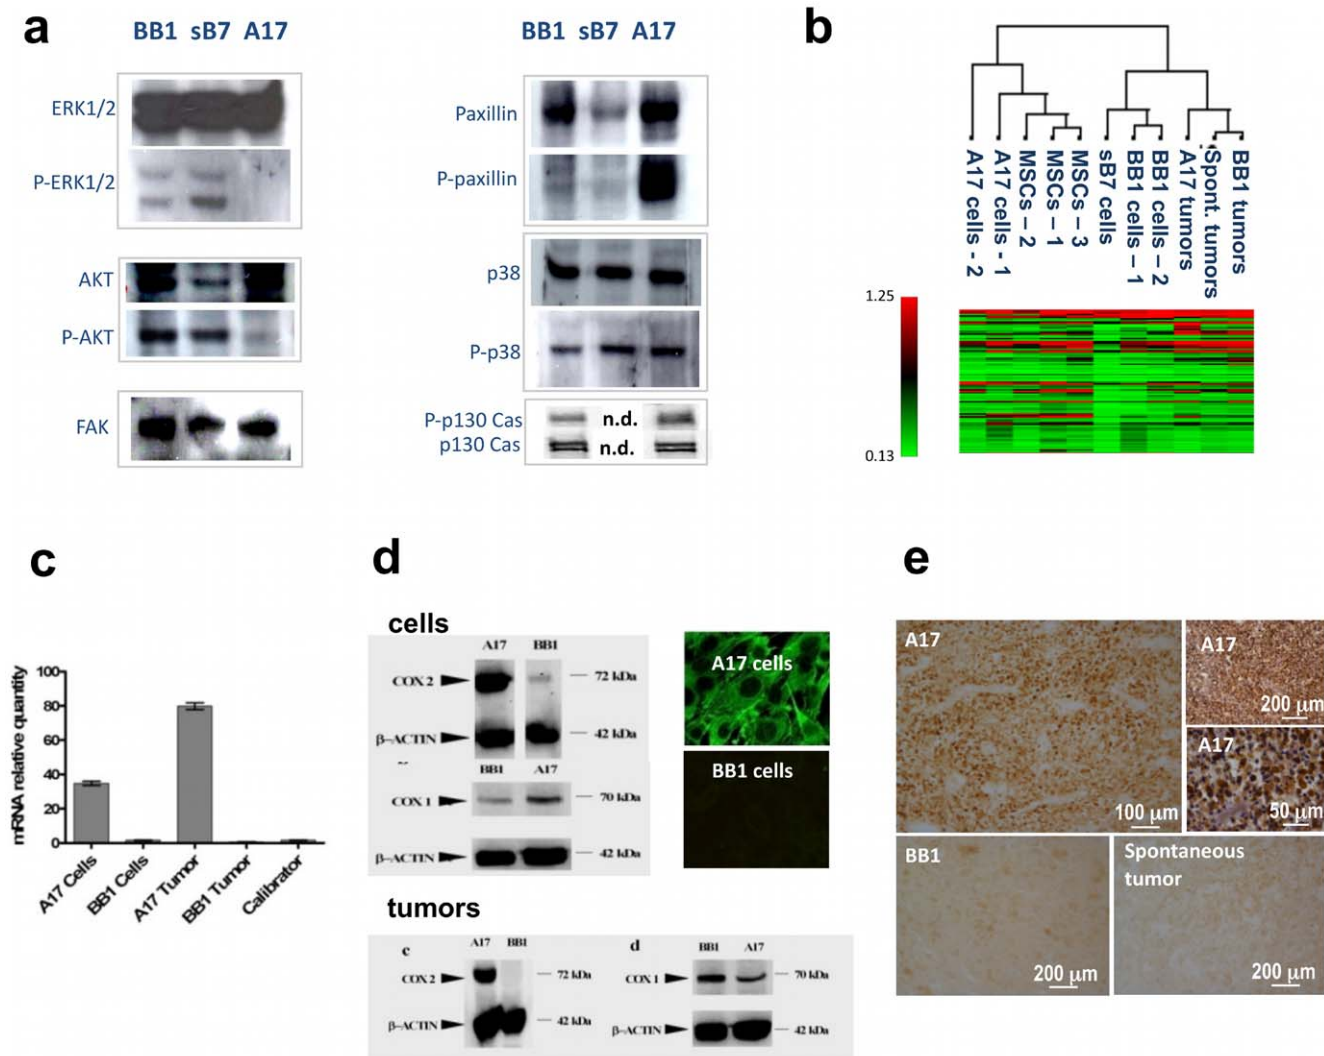 a
BB1 sB7 A17
ERK1/2
P-ERK1/2
AKT
P-AKT
FAK
BB1 sB7 A17
Paxillin
P-paxillin
p38
P-p38
P-p130 Cas n.d.
p130 Cas n.d.
b
A17 cells - 2
A17 cells - 1
MSCs – 2
MSCs – 1
MSCs – 3
sB7 cells
BB1 cells – 1
BB1 cells – 2
A17 tumors
Spont. tumors
BB1 tumors
1.25
0.13
c
mRNA relative quantity
100
80
60
40
20
0
A17 Cells
BB1 Cells
A17 Tumor
BB1 Tumor
Calibrator
d
cells
A17 BB1
COX 2 72 kDa
β–ACTIN 42 kDa
BB1 A17
COX 1 70 kDa
β–ACTIN 42 kDa
A17 cells
BB1 cells
tumors
c A17 BB1
COX 2 72 kDa
β–ACTIN 42 kDa
d BB1 A17
COX 1 70 kDa
β–ACTIN 42 kDa
e
A17
100 µm
A17
200 µm
A17
50 µm
BB1
200 µm
Spontaneous
tumor
200 µm